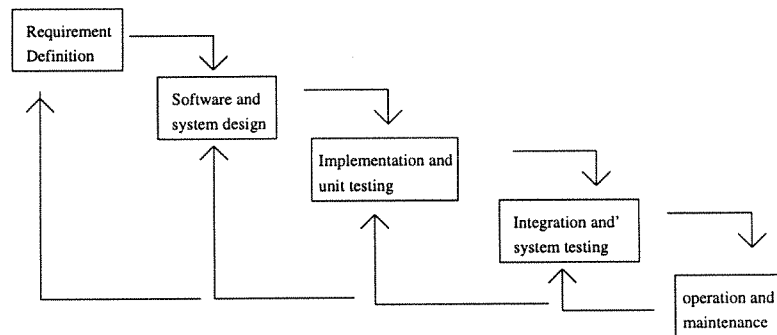 Requirement
Definition
Software and
system design
Implementation and
unit testing
Integration and'
system testing
operation and
maintenance